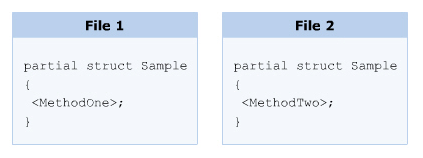 File 1
partial struct Sample
{
<MethodOne>;
}
File 2
partial struct Sample
{
<MethodTwo>;
}